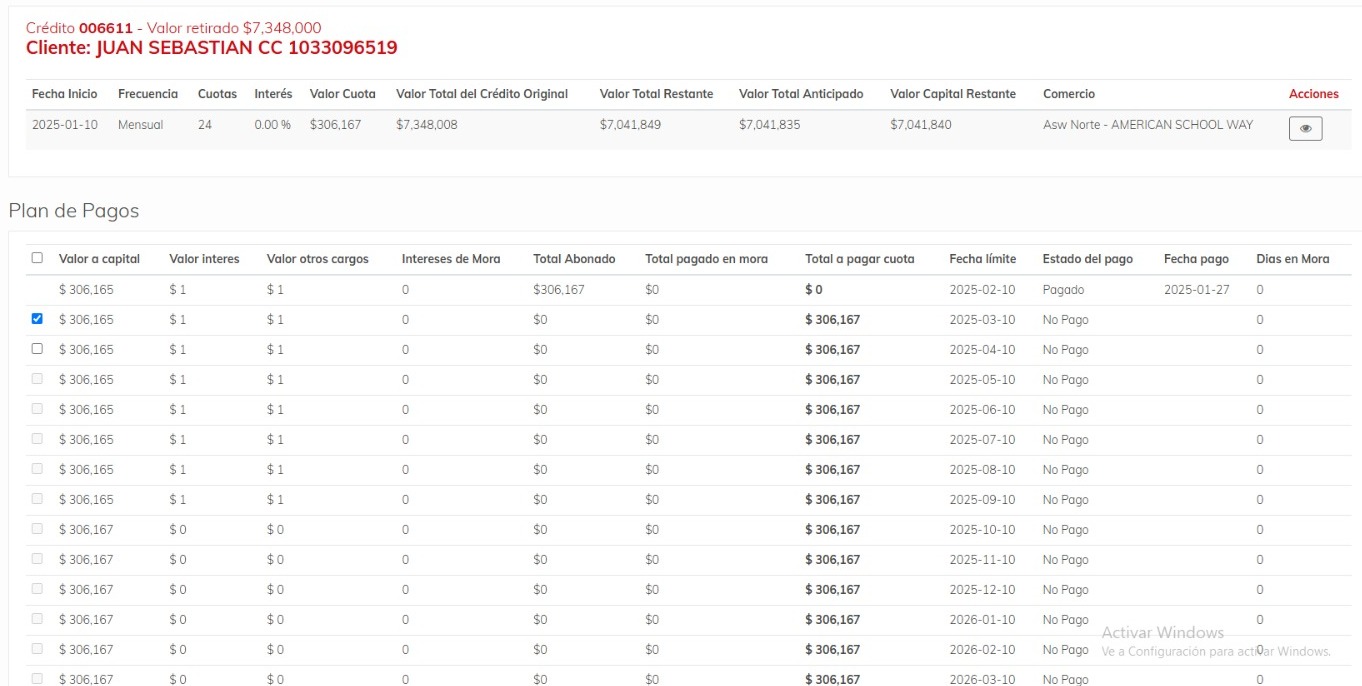 Crédito 006611 - Valor retirado $7,348,000
Cliente: JUAN SEBASTIAN CC 1033096519
Fecha Inicio Frecuencia Cuotas Interés Valor Cuota Valor Total del Crédito Original Valor Total Restante Valor Total Anticipado Valor Capital Restante Comercio Acciones
2025-01-10 Mensual 24 0.00 % $306,167 $7,348,008 $7,041,849 $7,041,835 $7,041,840 Asw Norte - AMERICAN SCHOOL WAY
Plan de Pagos
Valor a capital Valor interes Valor otros cargos Intereses de Mora Total Abonado Total pagado en mora Total a pagar cuota Fecha límite Estado del pago Fecha pago Dias en Mora
$ 306,165 $ 1 $ 1 0 $306,167 $0 $ 0 2025-02-10 Pagado 2025-01-27 0
$ 306,165 $ 1 $ 1 0 $0 $0 $ 306,167 2025-03-10 No Pago 0
$ 306,165 $ 1 $ 1 0 $0 $0 $ 306,167 2025-04-10 No Pago 0
$ 306,165 $ 1 $ 1 0 $0 $0 $ 306,167 2025-05-10 No Pago 0
$ 306,165 $ 1 $ 1 0 $0 $0 $ 306,167 2025-06-10 No Pago 0
$ 306,165 $ 1 $ 1 0 $0 $0 $ 306,167 2025-07-10 No Pago 0
$ 306,165 $ 1 $ 1 0 $0 $0 $ 306,167 2025-08-10 No Pago 0
$ 306,165 $ 1 $ 1 0 $0 $0 $ 306,167 2025-09-10 No Pago 0
$ 306,167 $ 0 $ 0 0 $0 $0 $ 306,167 2025-10-10 No Pago 0
$ 306,167 $ 0 $ 0 0 $0 $0 $ 306,167 2025-11-10 No Pago 0
$ 306,167 $ 0 $ 0 0 $0 $0 $ 306,167 2025-12-10 No Pago 0
$ 306,167 $ 0 $ 0 0 $0 $0 $ 306,167 2026-01-10 No Pago 0
Activar Windows
$ 306,167 $ 0 $ 0 0 $0 $0 $ 306,167 2026-02-10 No Pago 0
Ve a Configuración para activar Windows.
$ 306,167 $ 0 $ 0 0 $0 $0 $ 306,167 2026-03-10 No Pago 0